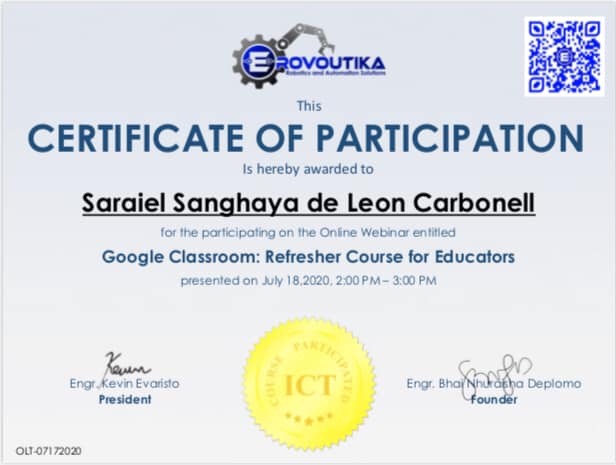 EROVOUTIKA
Robotics and Automation Solutions
This
CERTIFICATE OF PARTICIPATION
Is hereby awarded to
Saraiel Sanghaya de Leon Carbonell
for the participating on the Online Webinar entitled
Google Classroom: Refresher Course for Educators
presented on July 18,2020, 2:00 PM – 3:00 PM
Kevin
Engr. Kevin Evaristo
President
COURSE PARTICIPATED
ICT
Engr. Bhai Nhuraisha Deplomo
Founder
OLT-07172020